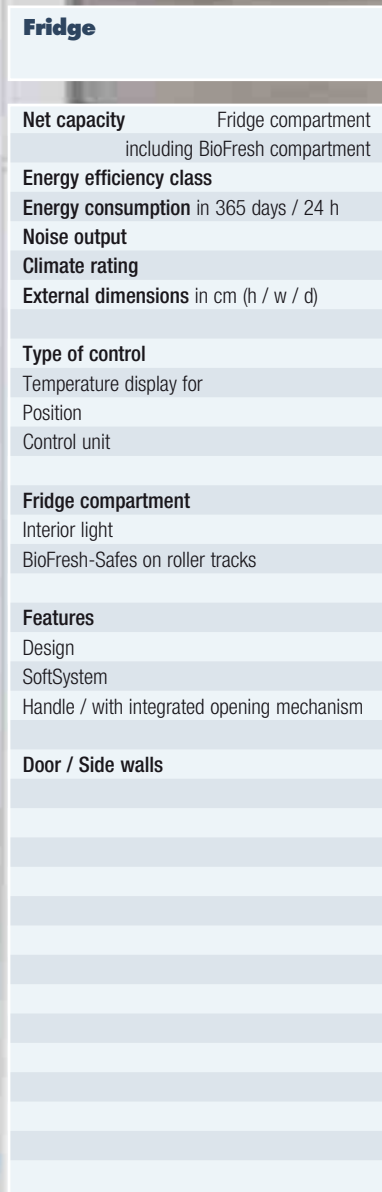 Fridge
Net capacity Fridge compartment
including BioFresh compartment
Energy efficiency class
Energy consumption in 365 days / 24 h
Noise output
Climate rating
External dimensions in cm (h / w / d)
Type of control
Temperature display for
Position
Control unit
Fridge compartment
Interior light
BioFresh-Safes on roller tracks
Features
Design
SoftSystem
Handle / with integrated opening mechanism
Door / Side walls